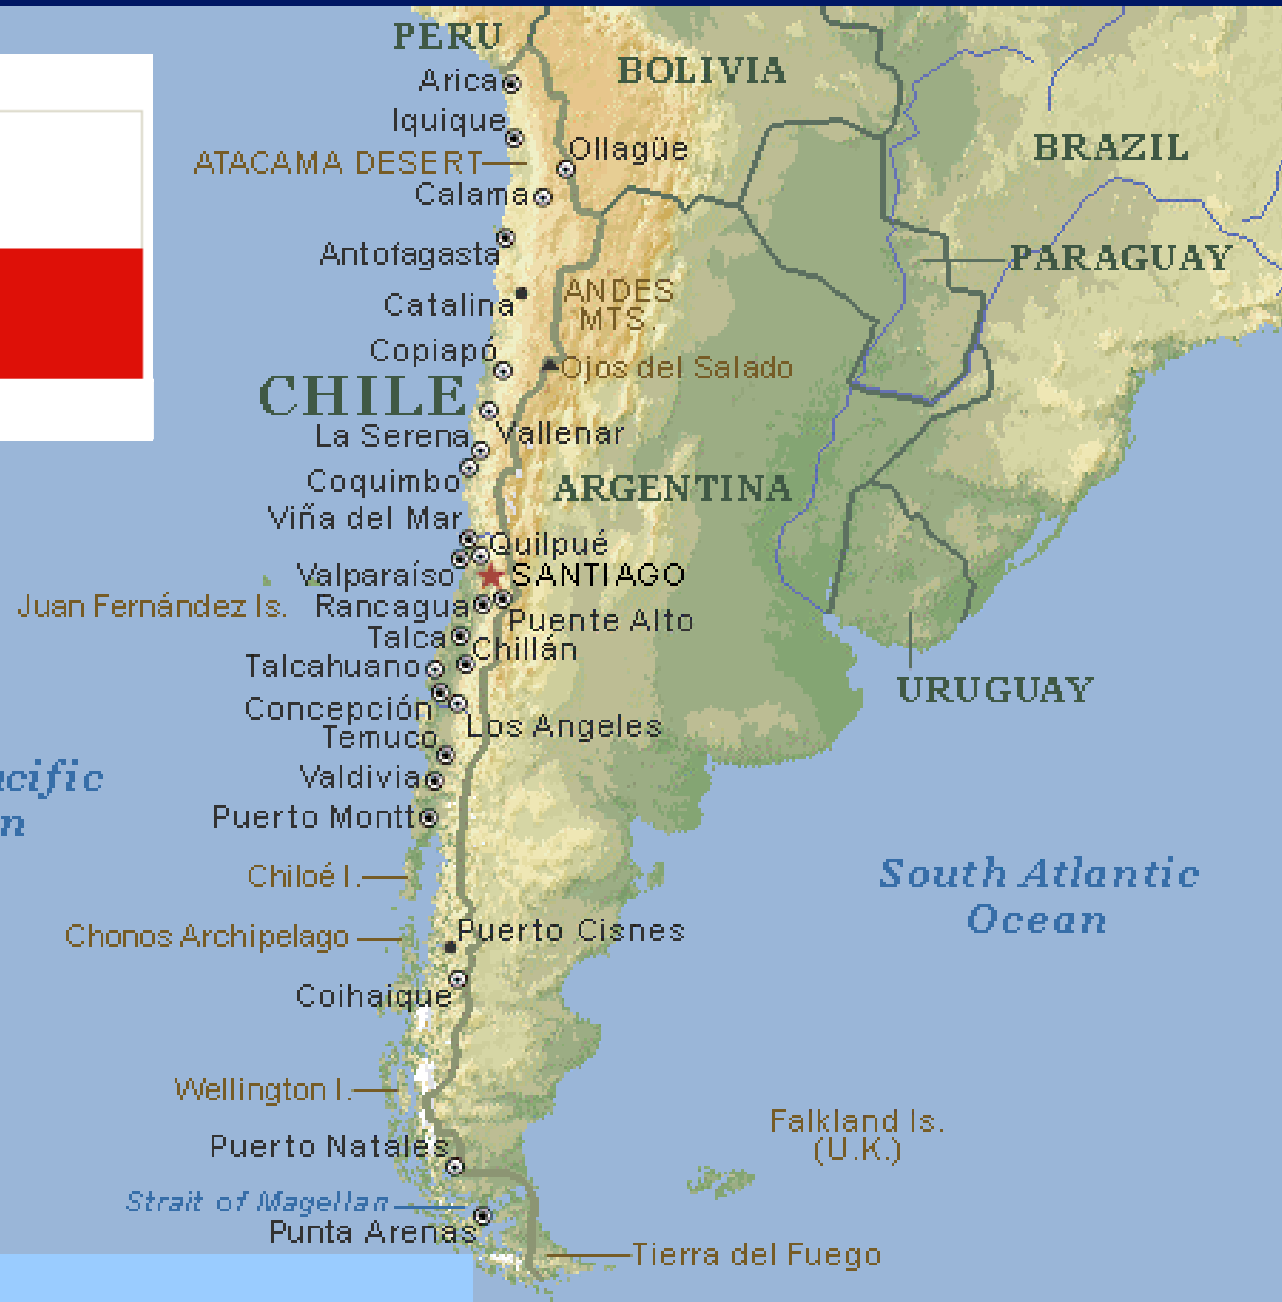 PERU
BOLIVIA
Arica
Iquique
Ollagüe
BRAZIL
ATACAMA DESERT
Calama
Antofagasta
PARAGUAY
ANDES
MTS.
Catalina
Copiapó
Ojos del Salado
CHILE
Vallenar
La Serena
Coquimbo
ARGENTINA
Viña del Mar
Quilpué
Valparaíso
SANTIAGO
Juan Fernández Is.
Rancagua
Puente Alto
Talca
Chillán
Talcahuano
URUGUAY
Concepción
Los Angeles
Temuco
Valdivia
Puerto Montt
Chiloé I.
South Atlantic
Ocean
Chonos Archipelago
Puerto Cisnes
Coihaique
Wellington I.
Falkland Is.
(U.K.)
Puerto Natales
Strait of Magellan
Punta Arenas
Tierra del Fuego